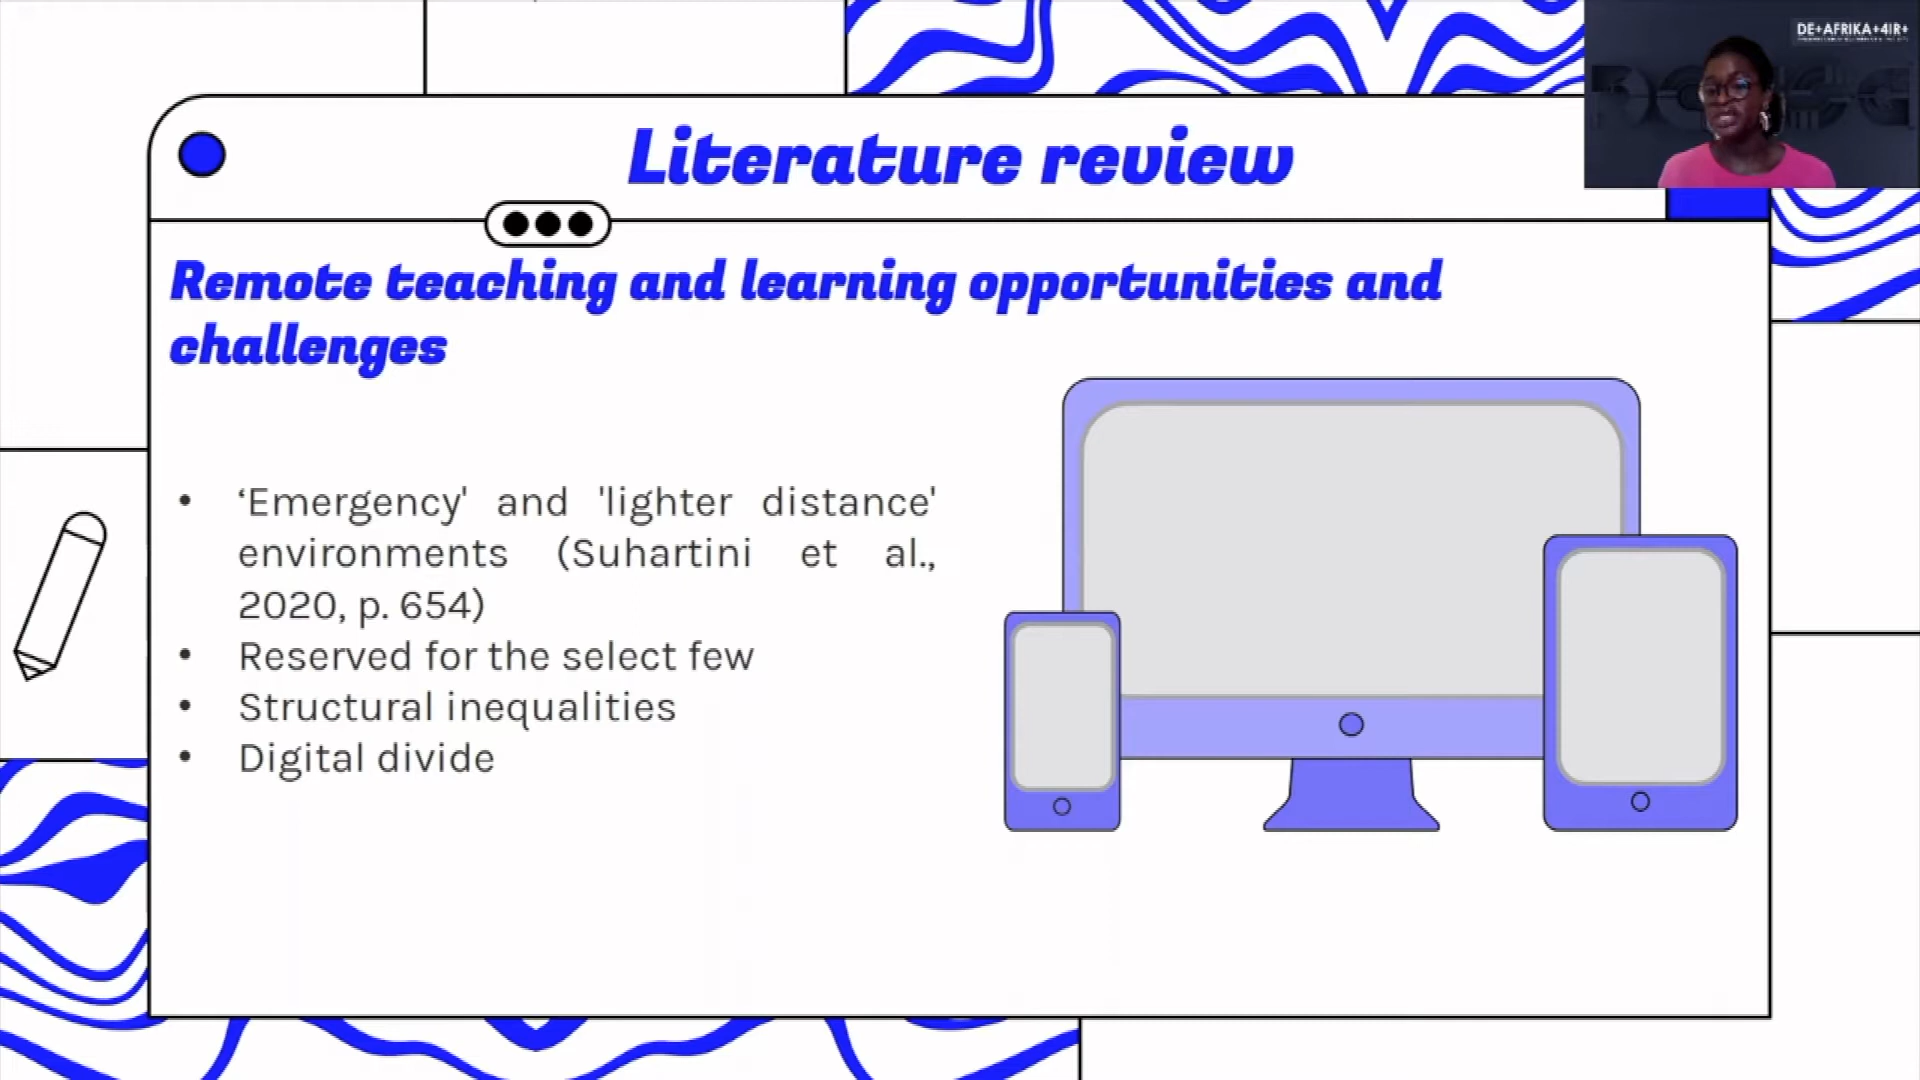 DE+AFRIKA+4IR+
Literature review
Remote teaching and learning opportunities and
challenges
• ‘Emergency' and 'lighter distance'
environments (Suhartini et al.,
2020, p. 654)
• Reserved for the select few
• Structural inequalities
• Digital divide